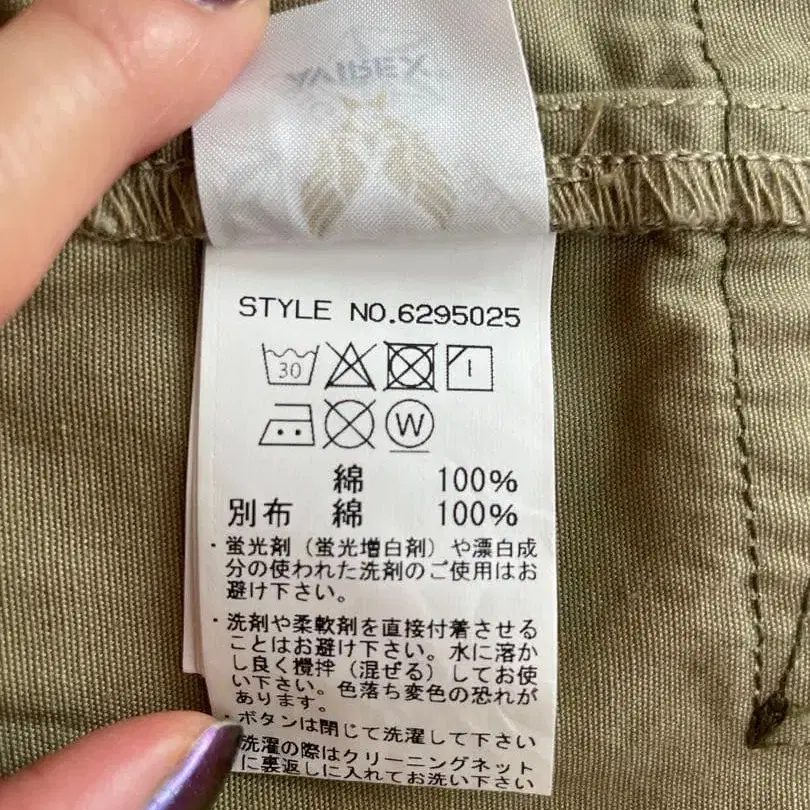 AVIREX
STYLE NO.6295025
30
W
綿 100%
別布 綿 100%
・蛍光剤（蛍光増白剤）や漂白成
分の使われた洗剤のご使用はお
避け下さい。
・洗剤や柔軟剤を直接付着させる
ことはお避け下さい。水に溶か
し良く攪拌（混ぜる）してお使
い下さい。色落ち変色の恐れが
あります。
・ボタンは閉じて洗濯して下さい
洗濯の際はクリーニングネット
に裏返しに入れてお洗い下さい